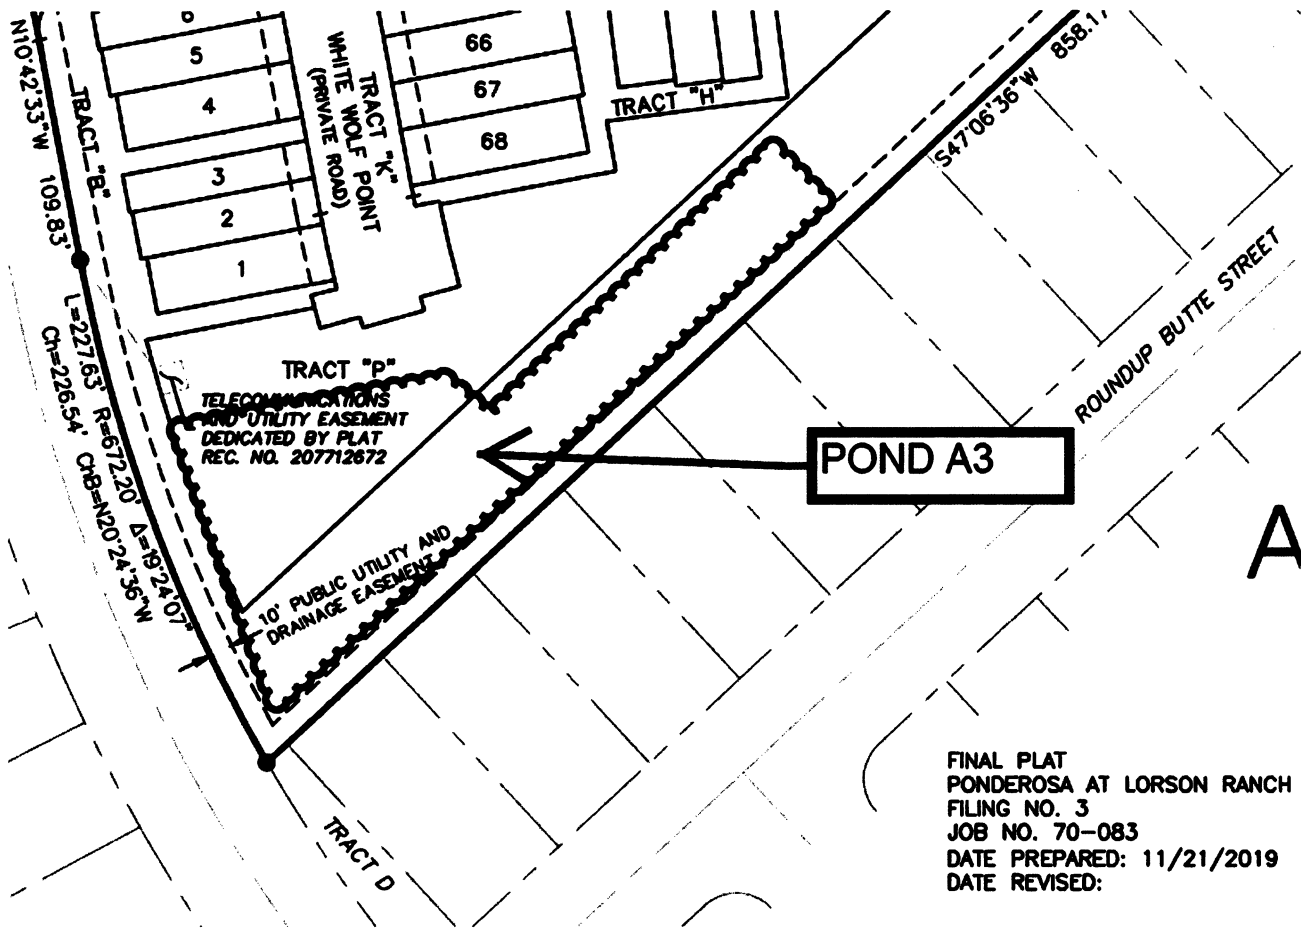 5
4
3
2
1
66
67
68
TRACT "H"
TRACT "K"
WHITE WOLF POINT
(PRIVATE ROAD)
TRACT "B"
N10°42'33"W 109.83'
L=227.63' R=672.20' Δ=19°24'07"
Ch=226.54' ChB=N20°24'36"W
S47°06'36"W 858.17
ROUNDUP BUTTE STREET
TRACT "P"
TELECOMMUNICATIONS
AND UTILITY EASEMENT
DEDICATED BY PLAT
REC. NO. 207712672
POND A3
10' PUBLIC UTILITY AND
DRAINAGE EASEMENT
A
TRACT D
FINAL PLAT
PONDEROSA AT LORSON RANCH
FILING NO. 3
JOB NO. 70-083
DATE PREPARED: 11/21/2019
DATE REVISED: